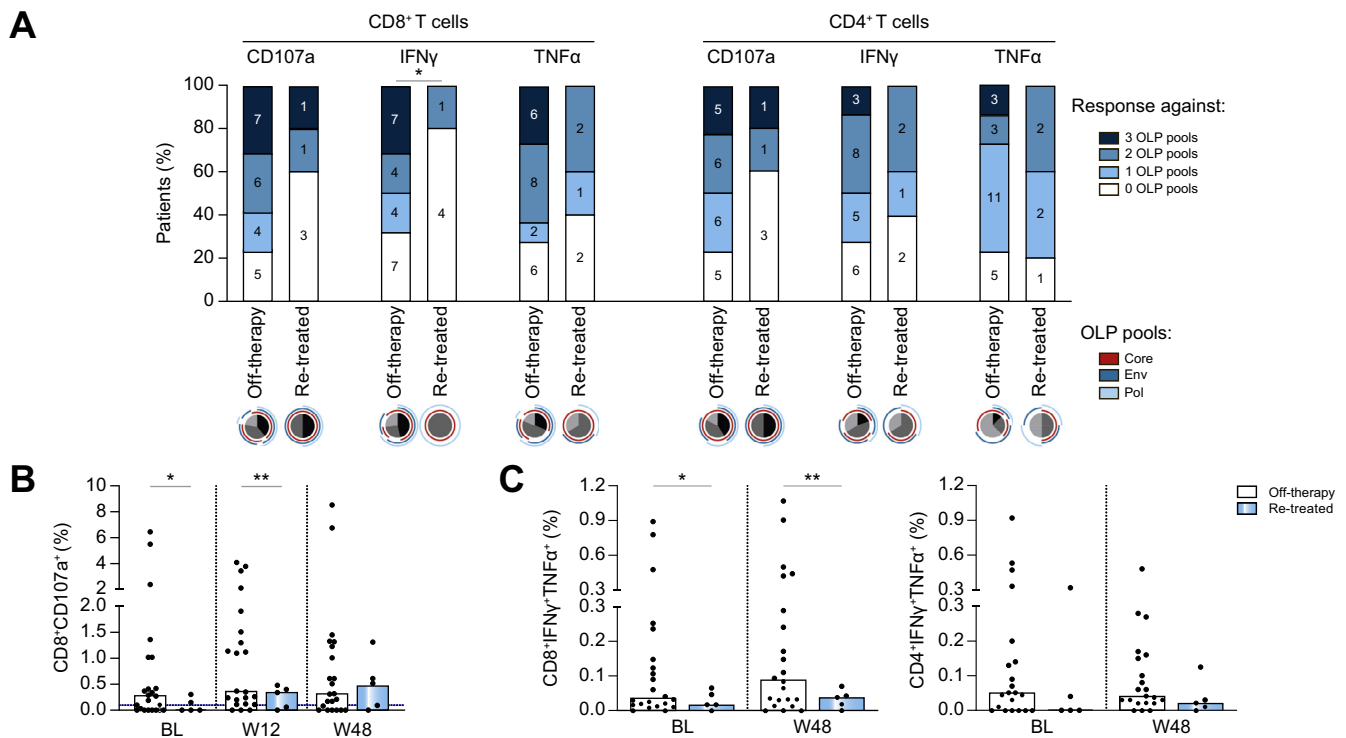 A
CD8⁺ T cells
CD4⁺ T cells
CD107a
IFNγ
TNFα
CD107a
IFNγ
TNFα
*
Patients (%)
100
80
60
40
20
0
7
6
4
5
1
1
3
7
4
4
7
1
4
6
8
2
6
2
1
2
5
6
6
5
1
1
3
3
8
5
6
2
1
2
3
3
11
5
2
2
1
Off-therapy
Re-treated
Off-therapy
Re-treated
Off-therapy
Re-treated
Off-therapy
Re-treated
Off-therapy
Re-treated
Off-therapy
Re-treated
Response against:
3 OLP pools
2 OLP pools
1 OLP pools
0 OLP pools
OLP pools:
Core
Env
Pol
B
CD8⁺CD107a⁺ (%)
10
8
6
4
2
2.0
1.5
1.0
0.5
0.0
*
**
BL
W12
W48
C
CD8⁺IFNγ⁺TNFα⁺ (%)
1.2
0.9
0.6
0.3
0.3
0.2
0.1
0.0
*
**
BL
W48
CD4⁺IFNγ⁺TNFα⁺ (%)
1.2
0.9
0.6
0.3
0.3
0.2
0.1
0.0
BL
W48
Off-therapy
Re-treated